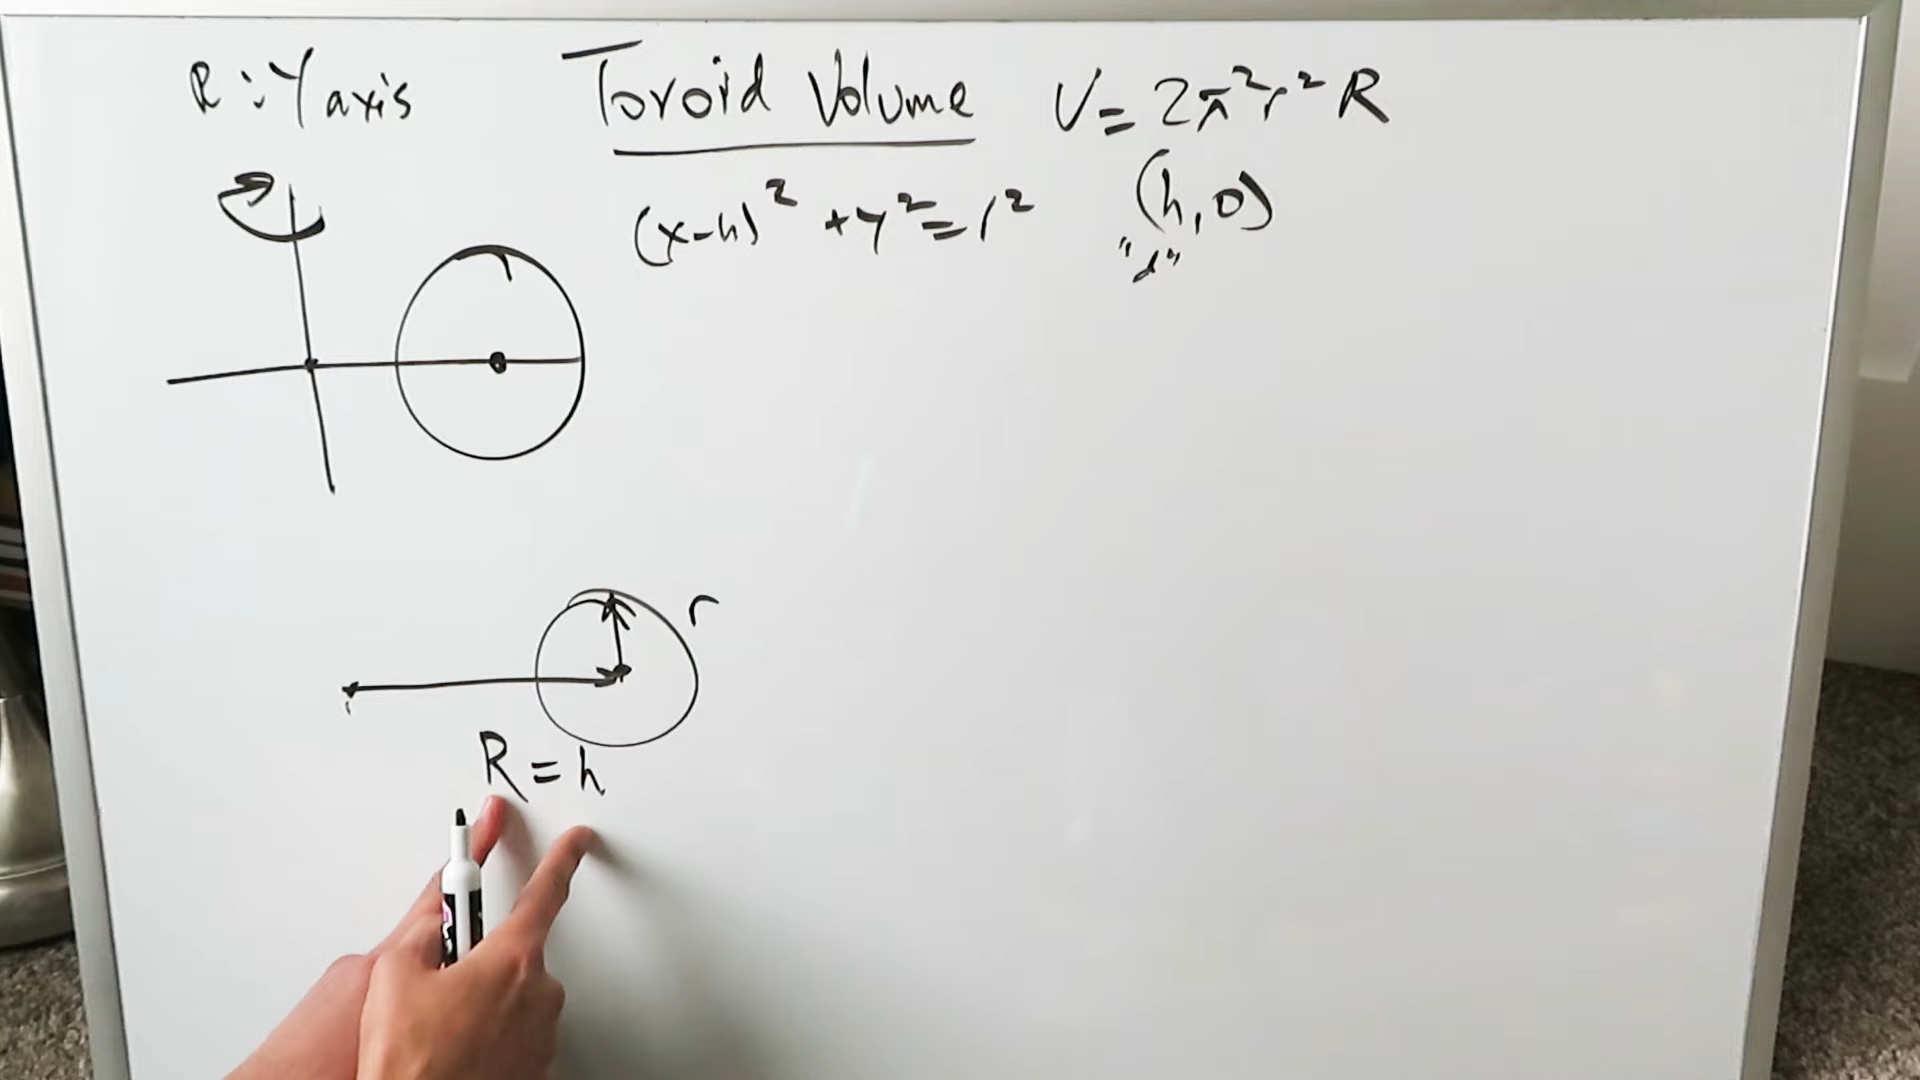 R: Y axis
Toroid Volume
V = 2π²r²R
(x-h)² + y² = r²
(h, 0)
"d"
r
R = h